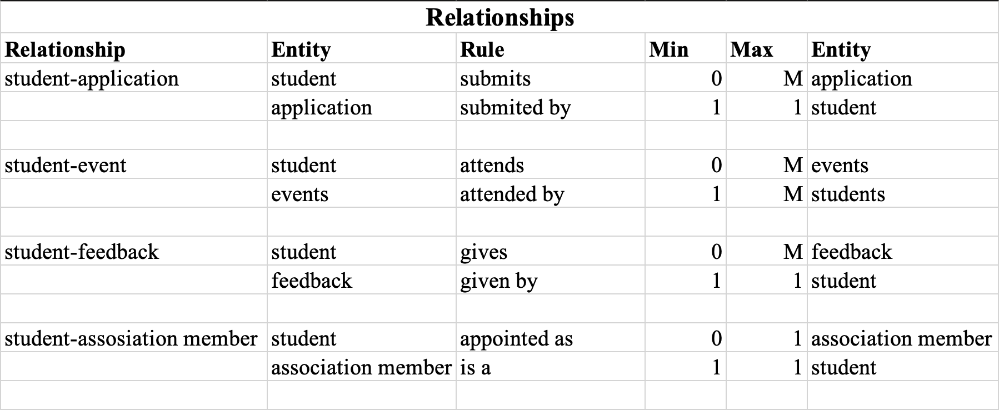 Relationships
Relationship Entity Rule Min Max Entity
student-application student submits 0 M application
application submited by 1 1 student
student-event student attends 0 M events
events attended by 1 M students
student-feedback student gives 0 M feedback
feedback given by 1 1 student
student-assosiation member student appointed as 0 1 association member
association member is a 1 1 student